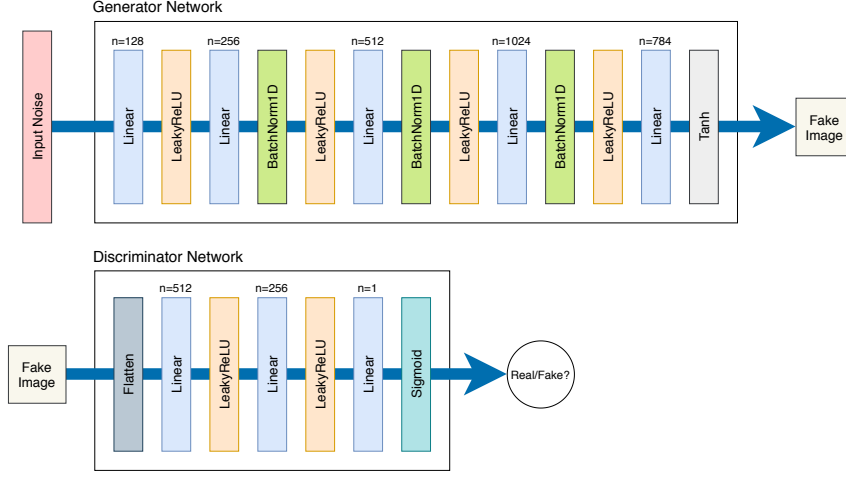 Generator Network
n=128
n=256
n=512
n=1024
n=784
Input Noise
Linear
LeakyReLU
Linear
BatchNorm1D
LeakyReLU
Linear
BatchNorm1D
LeakyReLU
Linear
BatchNorm1D
LeakyReLU
Linear
Tanh
Fake
Image
Discriminator Network
n=512
n=256
n=1
Fake
Image
Flatten
Linear
LeakyReLU
Linear
LeakyReLU
Linear
Sigmoid
Real/Fake?